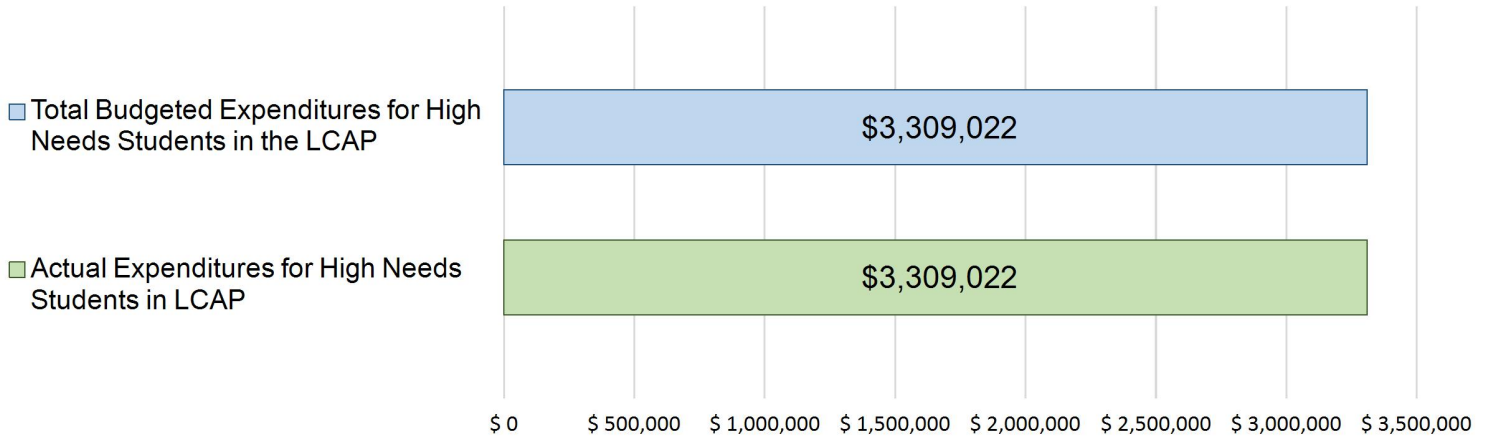 Total Budgeted Expenditures for High
Needs Students in the LCAP
$3,309,022
Actual Expenditures for High Needs
Students in LCAP
$3,309,022
$ 0 $ 500,000 $ 1,000,000 $ 1,500,000 $ 2,000,000 $ 2,500,000 $ 3,000,000 $ 3,500,000